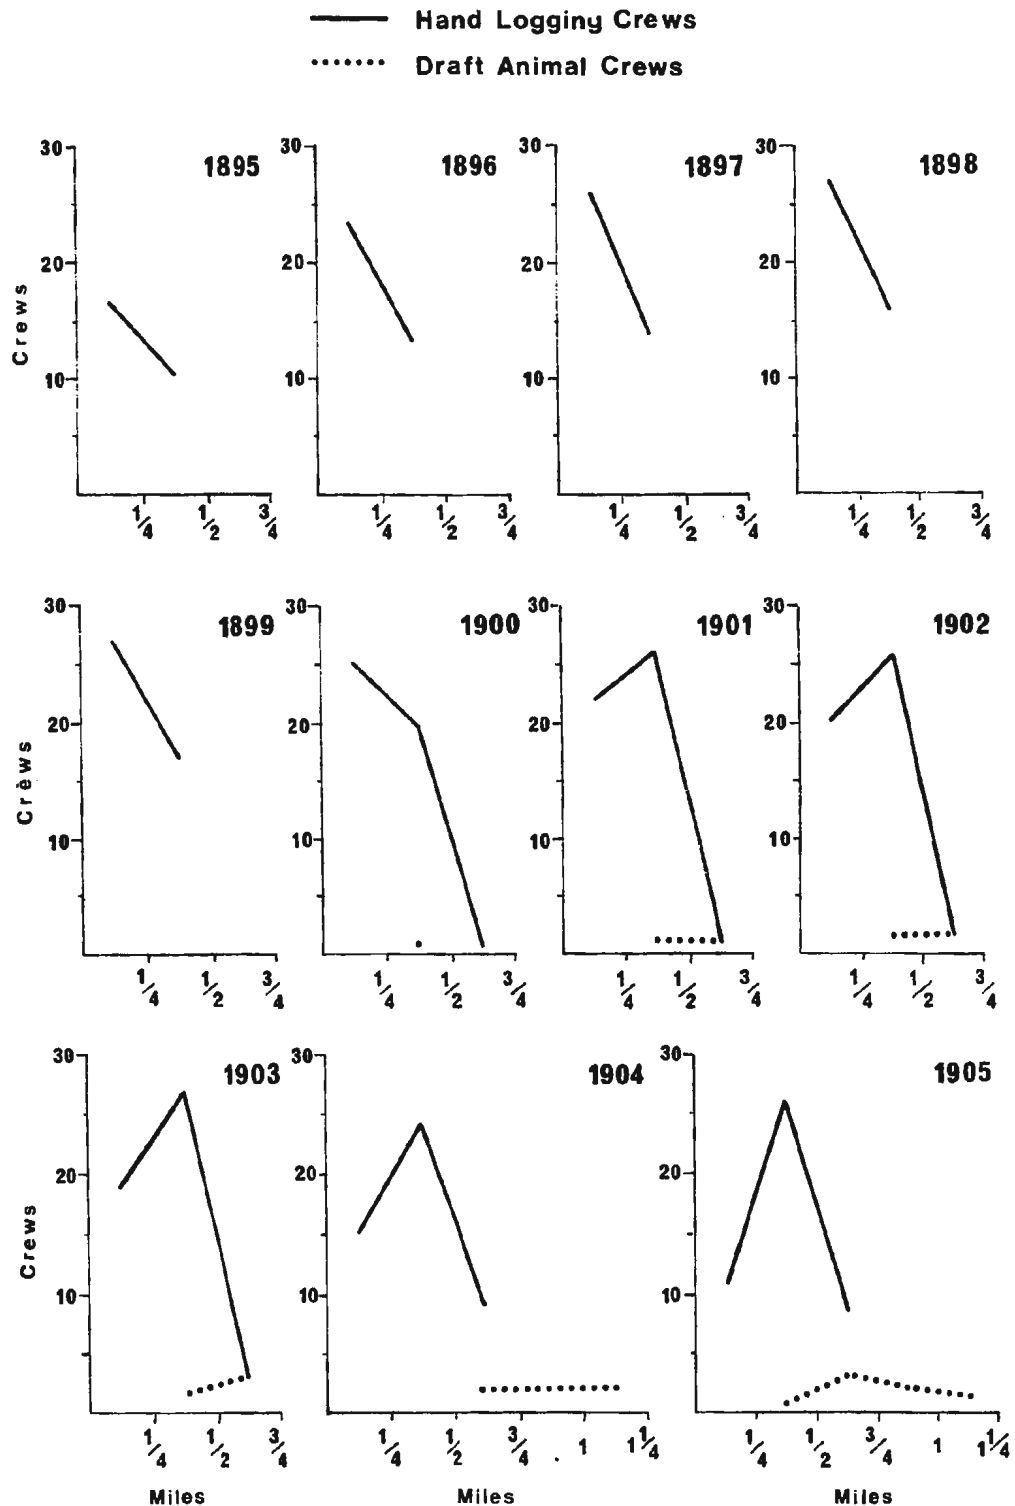 Hand Logging Crews
Draft Animal Crews
30 1895 30 1896 30 1897 30 1898
20 20 20 20
Crews
10 10 10 10
1/4 1/2 3/4 1/4 1/2 3/4 1/4 1/2 3/4 1/4 1/2 3/4
30 1899 30 1900 30 1901 30 1902
20 20 20 20
Crèws
10 10 10 10
1/4 1/2 3/4 1/4 1/2 3/4 1/4 1/2 3/4 1/4 1/2 3/4
30 1903 30 1904 30 1905
20 20 20
Crews
10 10 10
1/4 1/2 3/4 1/4 1/2 3/4 1 1 1/4 1/4 1/2 3/4 1 1 1/4
Miles Miles Miles